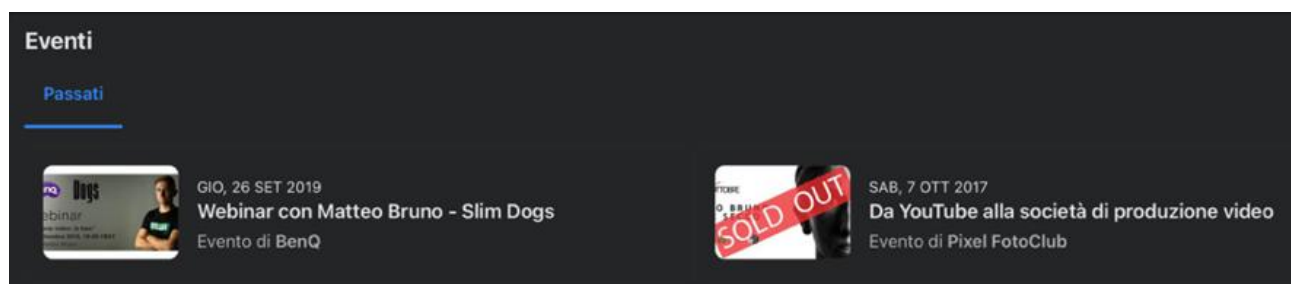 Eventi
Passati
Dogs
GIO, 26 SET 2019
Webinar con Matteo Bruno - Slim Dogs
Evento di BenQ
SOLD OUT
SAB, 7 OTT 2017
Da YouTube alla società di produzione video
Evento di Pixel FotoClub